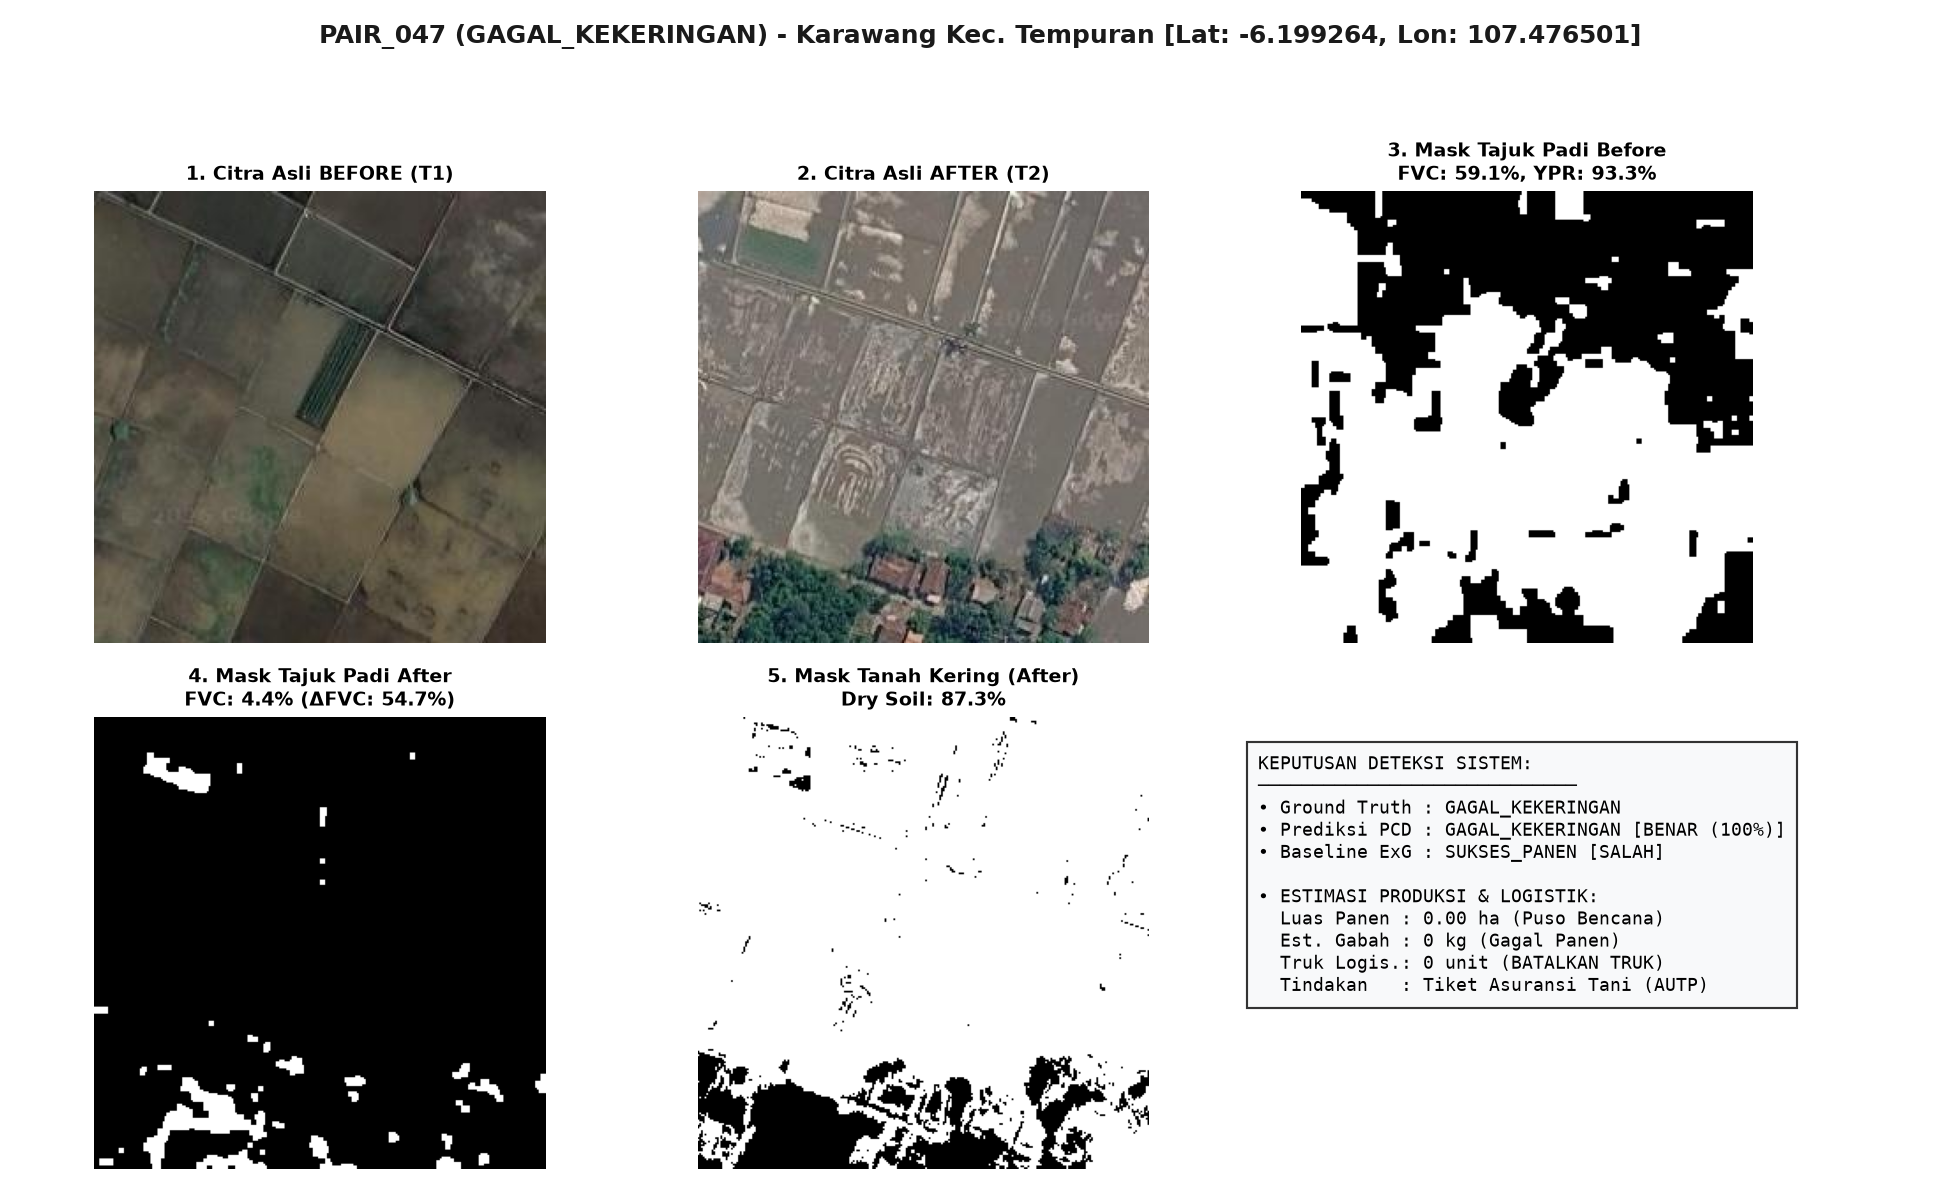 PAIR_047 (GAGAL_KEKERINGAN) - Karawang Kec. Tempuran [Lat: -6.199264, Lon: 107.476501]
1. Citra Asli BEFORE (T1)
2. Citra Asli AFTER (T2)
3. Mask Tajuk Padi Before
FVC: 59.1%, YPR: 93.3%
4. Mask Tajuk Padi After
FVC: 4.4% (ΔFVC: 54.7%)
5. Mask Tanah Kering (After)
Dry Soil: 87.3%
KEPUTUSAN DETEKSI SISTEM:
• Ground Truth : GAGAL_KEKERINGAN
• Prediksi PCD : GAGAL_KEKERINGAN [BENAR (100%)]
• Baseline ExG : SUKSES_PANEN [SALAH]
• ESTIMASI PRODUKSI & LOGISTIK:
Luas Panen : 0.00 ha (Puso Bencana)
Est. Gabah : 0 kg (Gagal Panen)
Truk Logis.: 0 unit (BATALKAN TRUK)
Tindakan   : Tiket Asuransi Tani (AUTP)